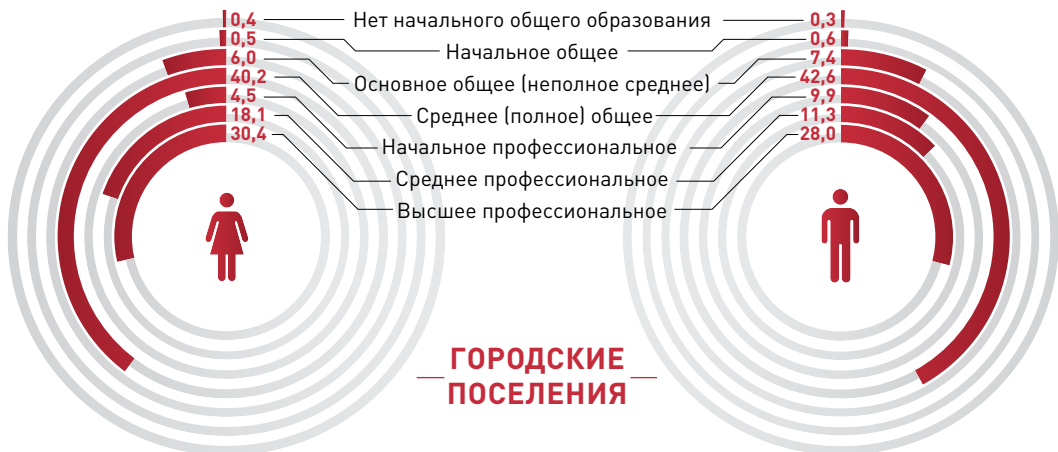 0,4 Нет начального общего образования 0,3
0,5 Начальное общее 0,6
6,0 Основное общее (неполное среднее) 7,4
40,2 Среднее (полное) общее 42,6
4,5 Начальное профессиональное 9,9
18,1 Среднее профессиональное 11,3
30,4 Высшее профессиональное 28,0
ГОРОДСКИЕ
ПОСЕЛЕНИЯ